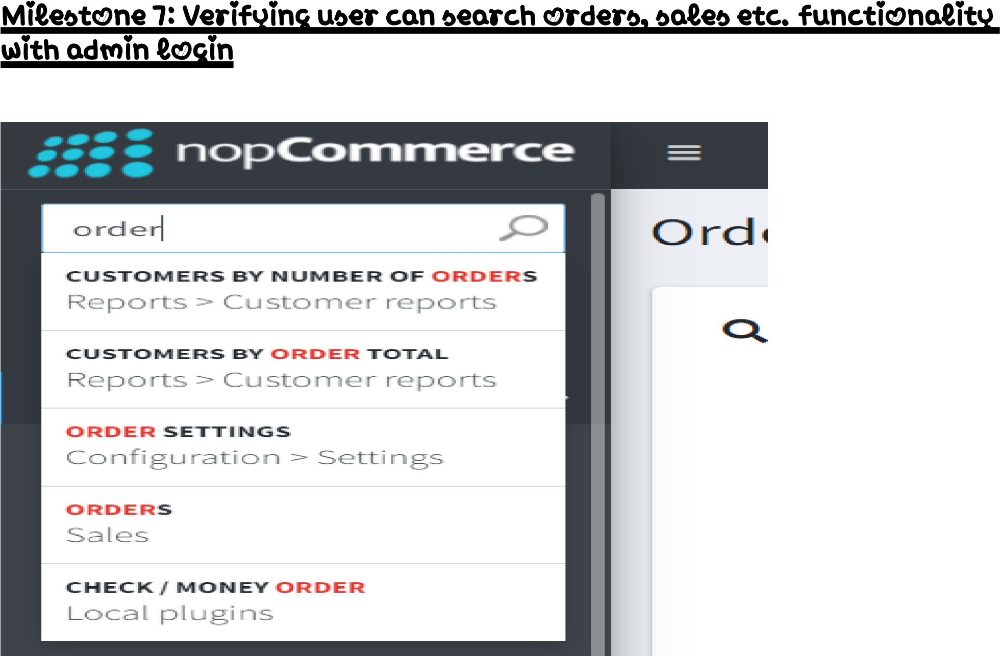 Milestone 7: Verifying user can search orders, sales etc. functionality
with admin login
nopCommerce
order
Orde
CUSTOMERS BY NUMBER OF ORDERS
Reports > Customer reports
CUSTOMERS BY ORDER TOTAL
Reports > Customer reports
ORDER SETTINGS
Configuration > Settings
ORDERS
Sales
CHECK / MONEY ORDER
Local plugins